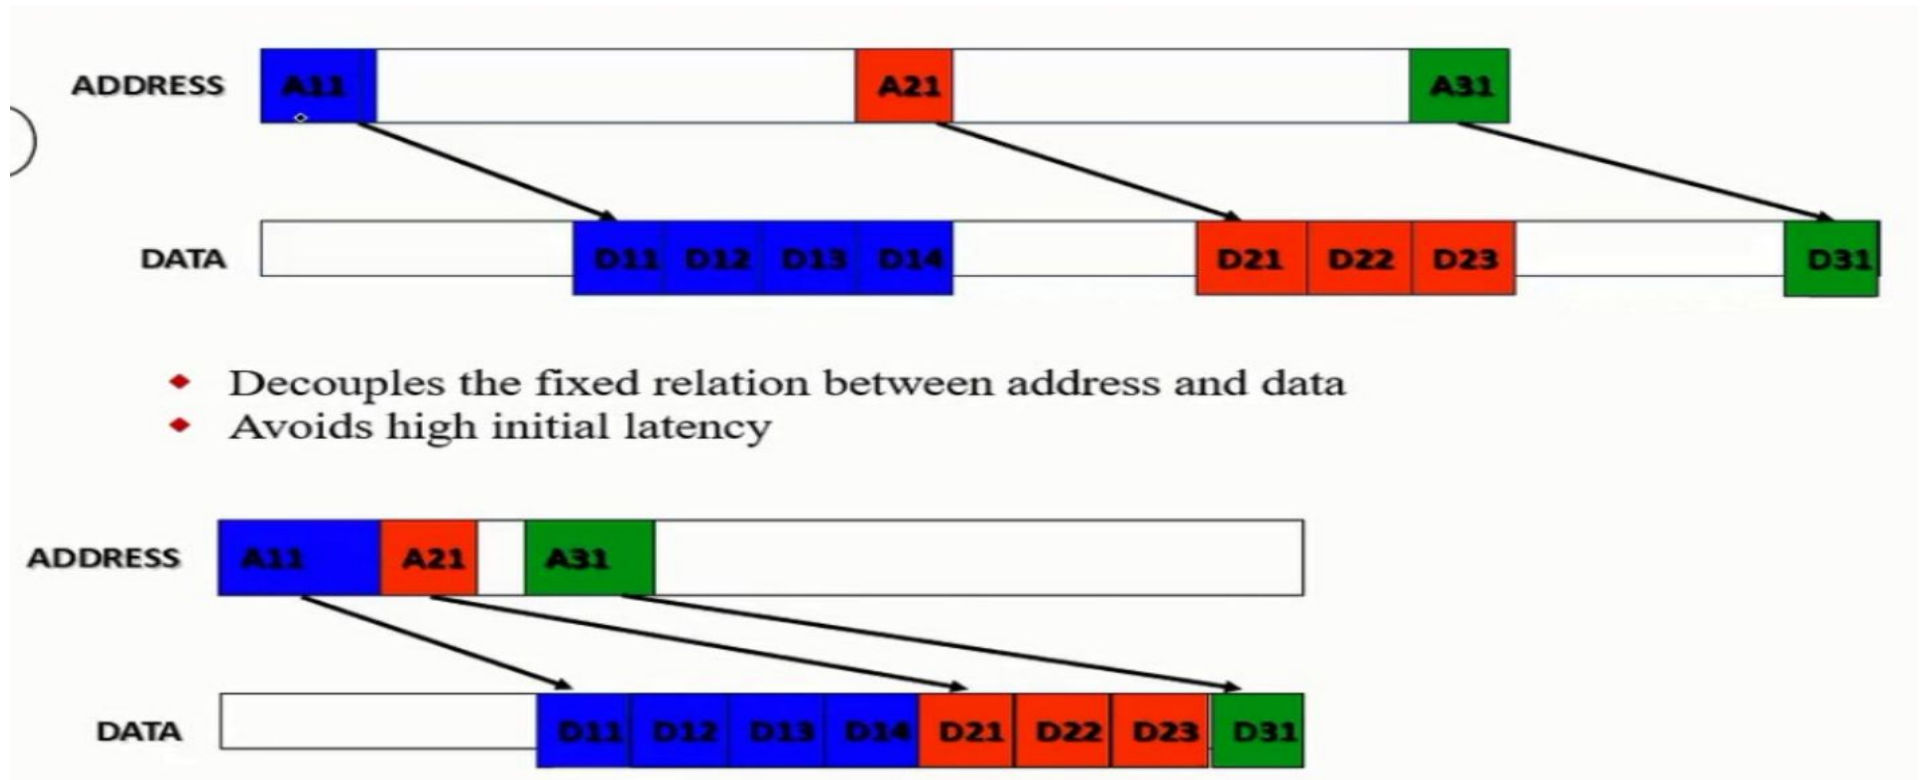 ADDRESS A11 A21 A31
DATA D11 D12 D13 D14 D21 D22 D23 D31
Decouples the fixed relation between address and data
Avoids high initial latency
ADDRESS A11 A21 A31
DATA D11 D12 D13 D14 D21 D22 D23 D31